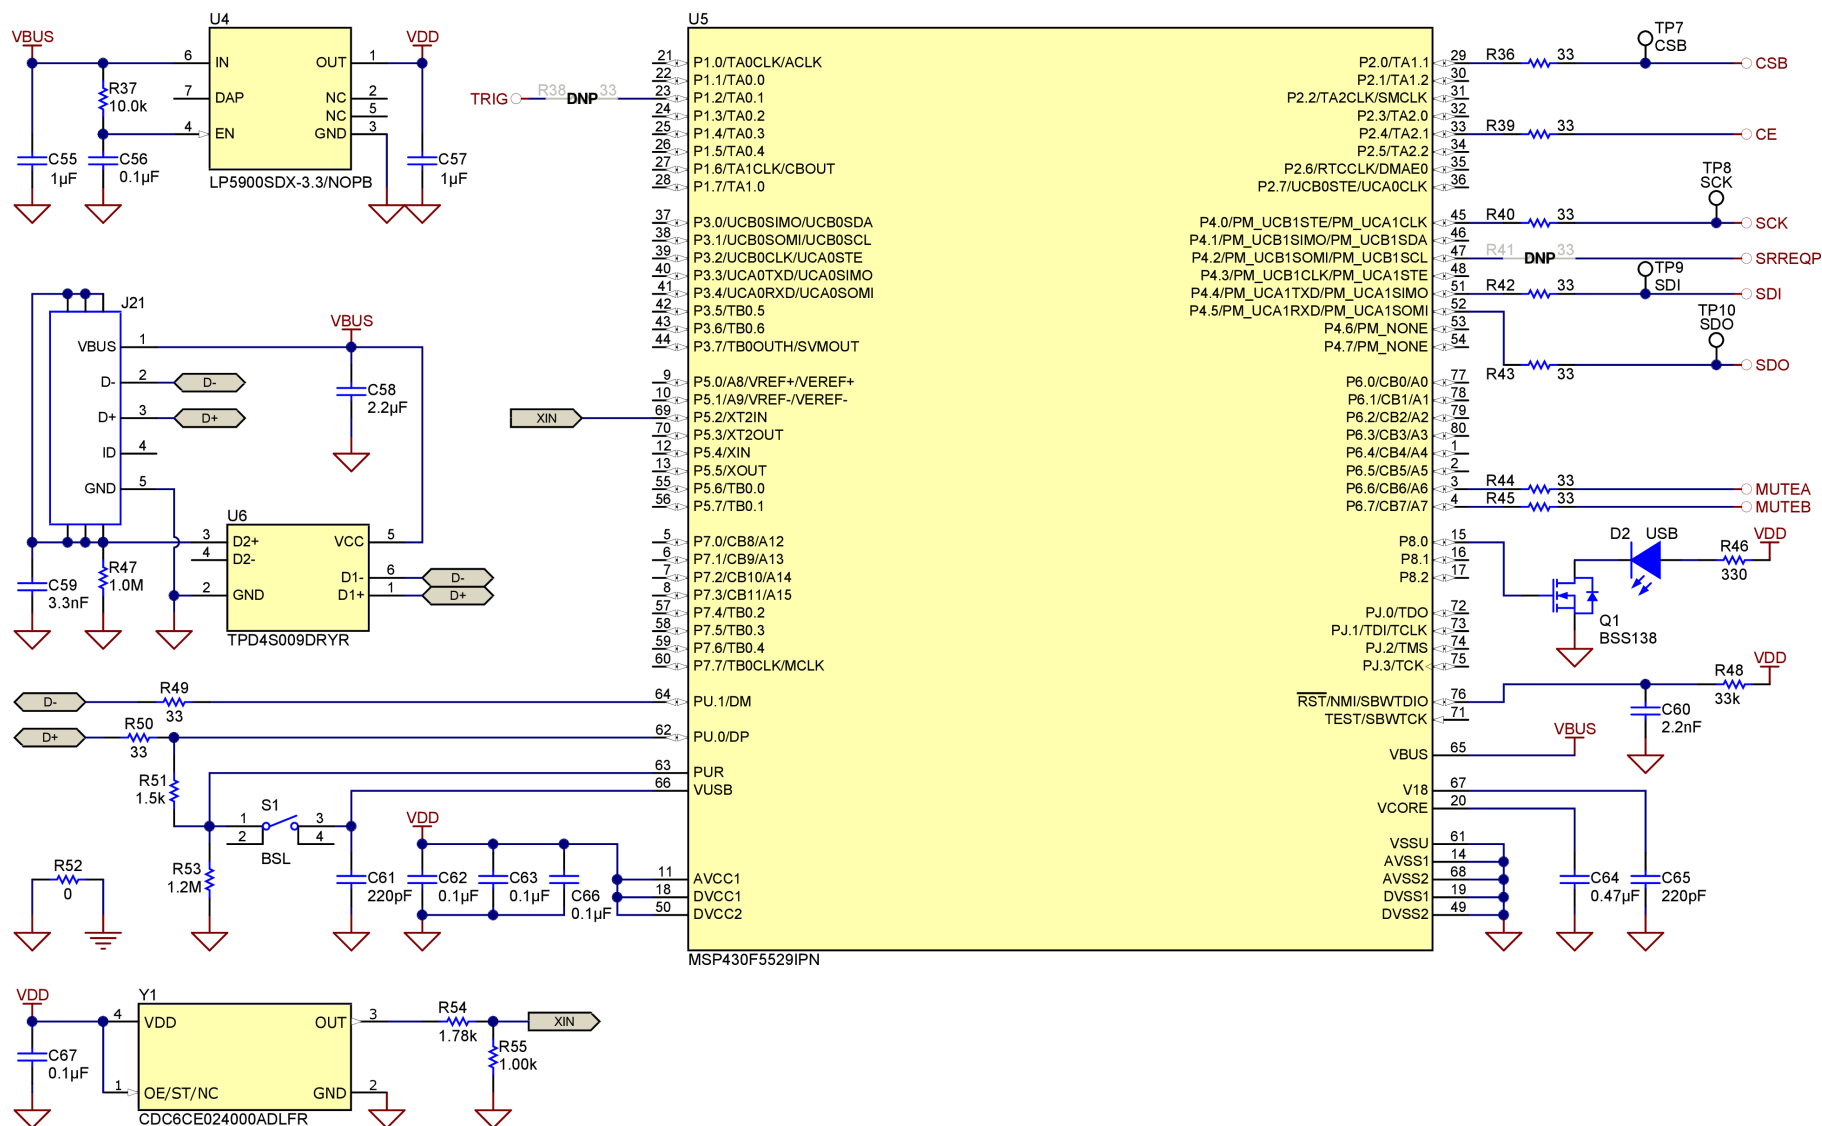 U4
VBUS
VDD
6 IN
OUT 1
R37
10.0k
7 DAP
NC 2
NC 5
4 EN
GND 3
C55
1µF
C56
0.1µF
C57
1µF
LP5900SDX-3.3/NOPB
J21
VBUS 1
VBUS
D- 2 D-
D+ 3 D+
ID 4
GND 5
C58
2.2µF
U6
3 D2+
VCC 5
4 D2-
D1- 6 D-
2 GND
D1+ 1 D+
C59
3.3nF
R47
1.0M
TPD4S009DRYR
D- R49
33
D+ R50
33
R51
1.5k
S1
1 3
2 4
BSL
R53
1.2M
R52
0
C61
220pF
VDD
C62
0.1µF
C63
0.1µF
C66
0.1µF
VDD
Y1
4 VDD
OUT 3
C67
0.1µF
1 OE/ST/NC
GND 2
CDC6CE024000ADLFR
R54
1.78k
XIN
R55
1.00k
U5
TRIG R38 DNP 33
XIN
21 P1.0/TA0CLK/ACLK
22 P1.1/TA0.0
23 P1.2/TA0.1
24 P1.3/TA0.2
25 P1.4/TA0.3
26 P1.5/TA0.4
27 P1.6/TA1CLK/CBOUT
28 P1.7/TA1.0
37 P3.0/UCB0SIMO/UCB0SDA
38 P3.1/UCB0SOMI/UCB0SCL
39 P3.2/UCB0CLK/UCA0STE
40 P3.3/UCA0TXD/UCA0SIMO
41 P3.4/UCA0RXD/UCA0SOMI
42 P3.5/TB0.5
43 P3.6/TB0.6
44 P3.7/TB0OUTH/SVMOUT
9 P5.0/A8/VREF+/VEREF+
10 P5.1/A9/VREF-/VEREF-
69 P5.2/XT2IN
70 P5.3/XT2OUT
12 P5.4/XIN
13 P5.5/XOUT
55 P5.6/TB0.0
56 P5.7/TB0.1
5 P7.0/CB8/A12
6 P7.1/CB9/A13
7 P7.2/CB10/A14
8 P7.3/CB11/A15
57 P7.4/TB0.2
58 P7.5/TB0.3
59 P7.6/TB0.4
60 P7.7/TB0CLK/MCLK
64 PU.1/DM
62 PU.0/DP
63 PUR
66 VUSB
11 AVCC1
18 DVCC1
50 DVCC2
MSP430F5529IPN
P2.0/TA1.1 29 R36 33 CSB
P2.1/TA1.2 30
P2.2/TA2CLK/SMCLK 31
P2.3/TA2.0 32
P2.4/TA2.1 33 R39 33 CE
P2.5/TA2.2 34
P2.6/RTCCLK/DMAE0 35
P2.7/UCB0STE/UCA0CLK 36
P4.0/PM_UCB1STE/PM_UCA1CLK 45 R40 33 SCK
P4.1/PM_UCB1SIMO/PM_UCB1SDA 46
P4.2/PM_UCB1SOMI/PM_UCB1SCL 47 R41 DNP 33 SRREQP
P4.3/PM_UCB1CLK/PM_UCA1STE 48
P4.4/PM_UCA1TXD/PM_UCA1SIMO 51 R42 33 SDI
P4.5/PM_UCA1RXD/PM_UCA1SOMI 52
P4.6/PM_NONE 53
P4.7/PM_NONE 54
R43 33 SDO
TP7
CSB
TP8
SCK
TP9
SDI
TP10
SDO
P6.0/CB0/A0 77
P6.1/CB1/A1 78
P6.2/CB2/A2 79
P6.3/CB3/A3 80
P6.4/CB4/A4 1
P6.5/CB5/A5 2
P6.6/CB6/A6 3 R44 33 MUTEA
P6.7/CB7/A7 4 R45 33 MUTEB
P8.0 15
P8.1 16
P8.2 17
D2 USB
VDD
R46
330
Q1
BSS138
PJ.0/TDO 72
PJ.1/TDI/TCLK 73
PJ.2/TMS 74
PJ.3/TCK 75
RST/NMI/SBWTDIO 76
TEST/SBWTCK 71
VDD
R48
33k
C60
2.2nF
VBUS 65
VBUS
V18 67
VCORE 20
VSSU 61
AVSS1 14
AVSS2 68
DVSS1 19
DVSS2 49
C64
0.47µF
C65
220pF